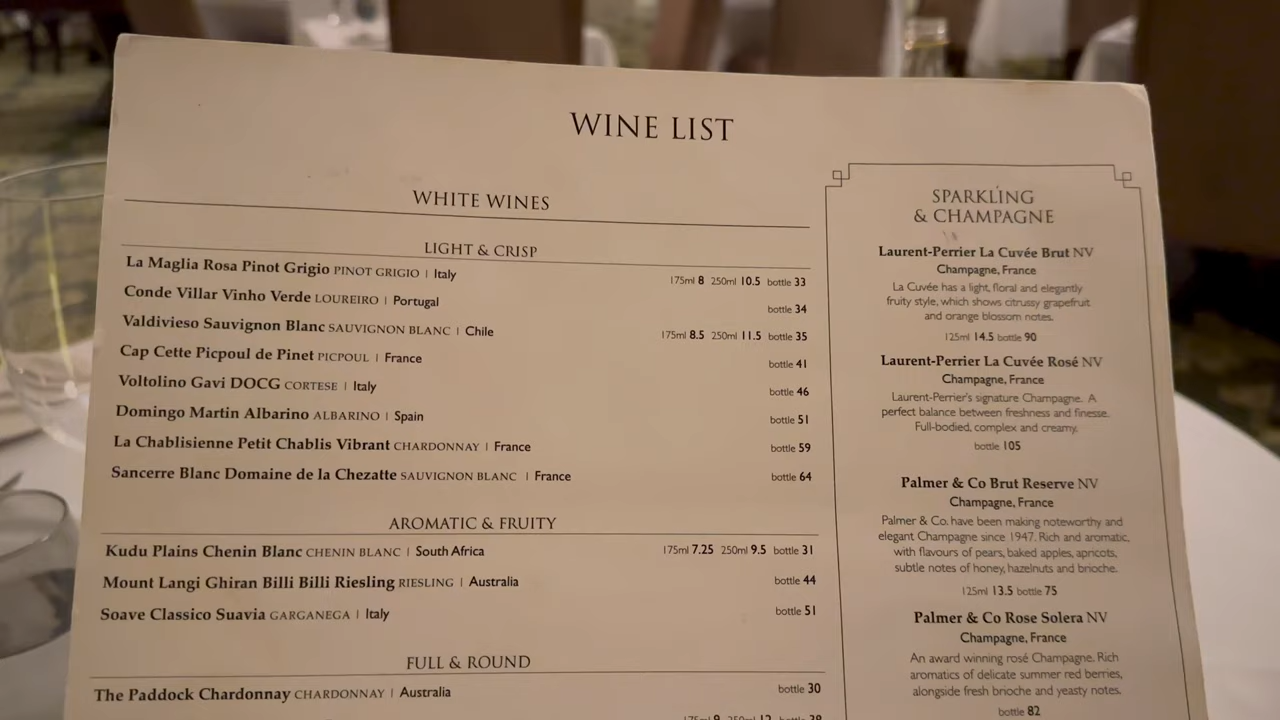 WINE LIST
WHITE WINES
LIGHT & CRISP
La Maglia Rosa Pinot Grigio PINOT GRIGIO | Italy 175ml 8 250ml 10.5 bottle 33
Conde Villar Vinho Verde LOUREIRO | Portugal bottle 34
Valdivieso Sauvignon Blanc SAUVIGNON BLANC | Chile 175ml 8.5 250ml 11.5 bottle 35
Cap Cette Picpoul de Pinet PICPOUL | France bottle 41
Voltolino Gavi DOCG CORTESE | Italy bottle 46
Domingo Martin Albarino ALBARINO | Spain bottle 51
La Chablisienne Petit Chablis Vibrant CHARDONNAY | France bottle 59
Sancerre Blanc Domaine de la Chezatte SAUVIGNON BLANC | France bottle 64
AROMATIC & FRUITY
Kudu Plains Chenin Blanc CHENIN BLANC | South Africa 175ml 7.25 250ml 9.5 bottle 31
Mount Langi Ghiran Billi Billi Riesling RIESLING | Australia bottle 44
Soave Classico Suavia GARGANEGA | Italy bottle 51
FULL & ROUND
The Paddock Chardonnay CHARDONNAY | Australia bottle 30
SPARKLING
& CHAMPAGNE
Laurent-Perrier La Cuvée Brut NV
Champagne, France
La Cuvée has a light, floral and elegantly
fruity style, which shows citrussy grapefruit
and orange blossom notes.
125ml 14.5 bottle 90
Laurent-Perrier La Cuvée Rosé NV
Champagne, France
Laurent-Perrier's signature Champagne. A
perfect balance between freshness and finesse.
Full-bodied, complex and creamy.
bottle 105
Palmer & Co Brut Reserve NV
Champagne, France
Palmer & Co. have been making noteworthy and
elegant Champagne since 1947. Rich and aromatic,
with flavours of pears, baked apples, apricots,
subtle notes of honey, hazelnuts and brioche.
125ml 13.5 bottle 75
Palmer & Co Rose Solera NV
Champagne, France
An award winning rosé Champagne. Rich
aromatics of delicate summer red berries,
alongside fresh brioche and yeasty notes.
bottle 82